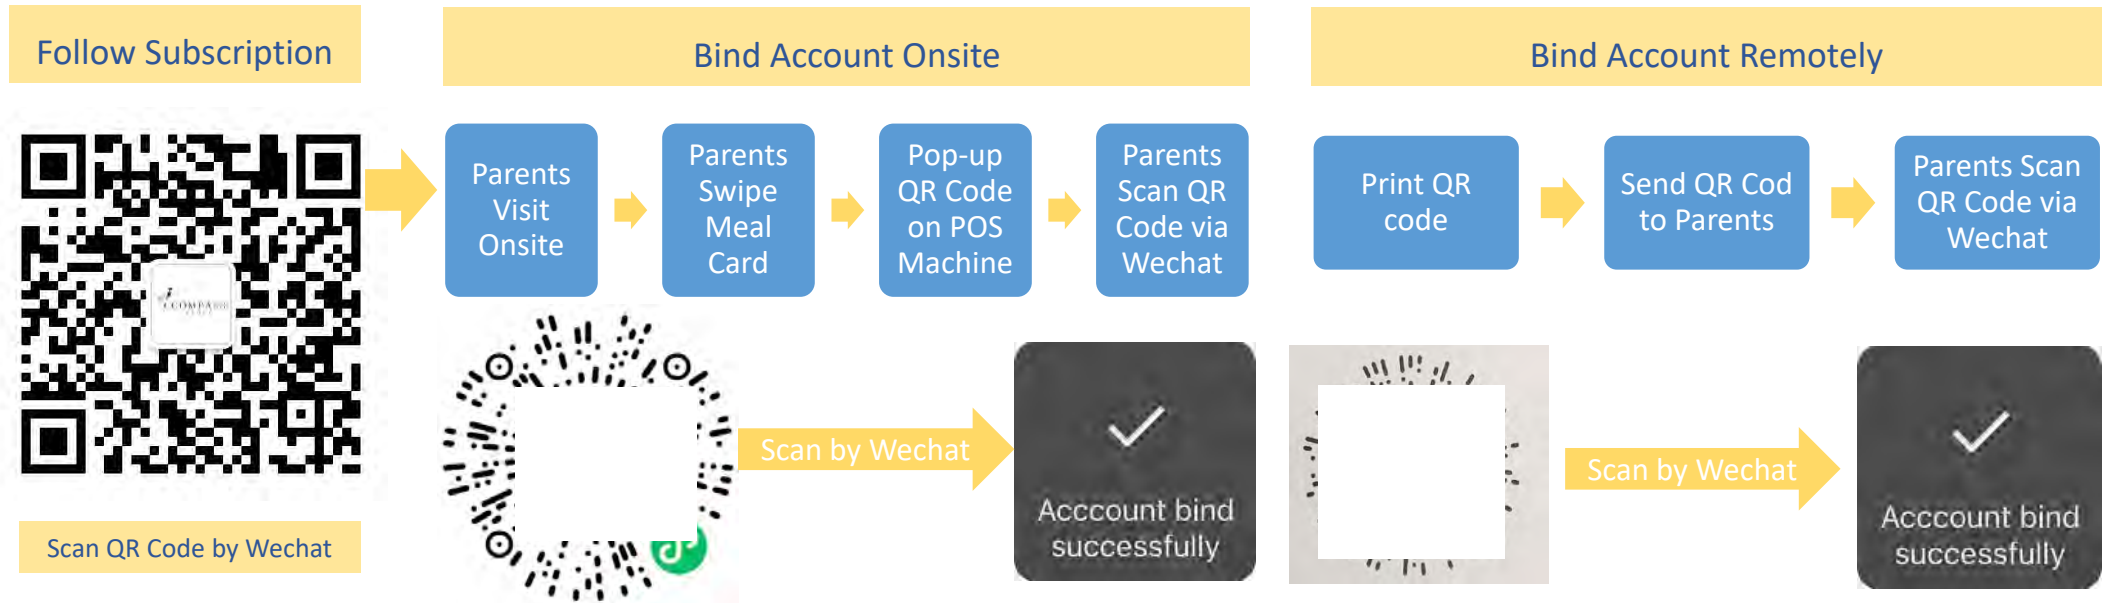 Follow Subscription
Scan QR Code by Wechat
Bind Account Onsite
Parents
Visit
Onsite
Parents
Swipe
Meal
Card
Pop-up
QR Code
on POS
Machine
Parents
Scan QR
Code via
Wechat
Scan by Wechat
Acccount bind
successfully
Bind Account Remotely
Print QR
code
Send QR Cod
to Parents
Parents Scan
QR Code via
Wechat
Scan by Wechat
Acccount bind
successfully